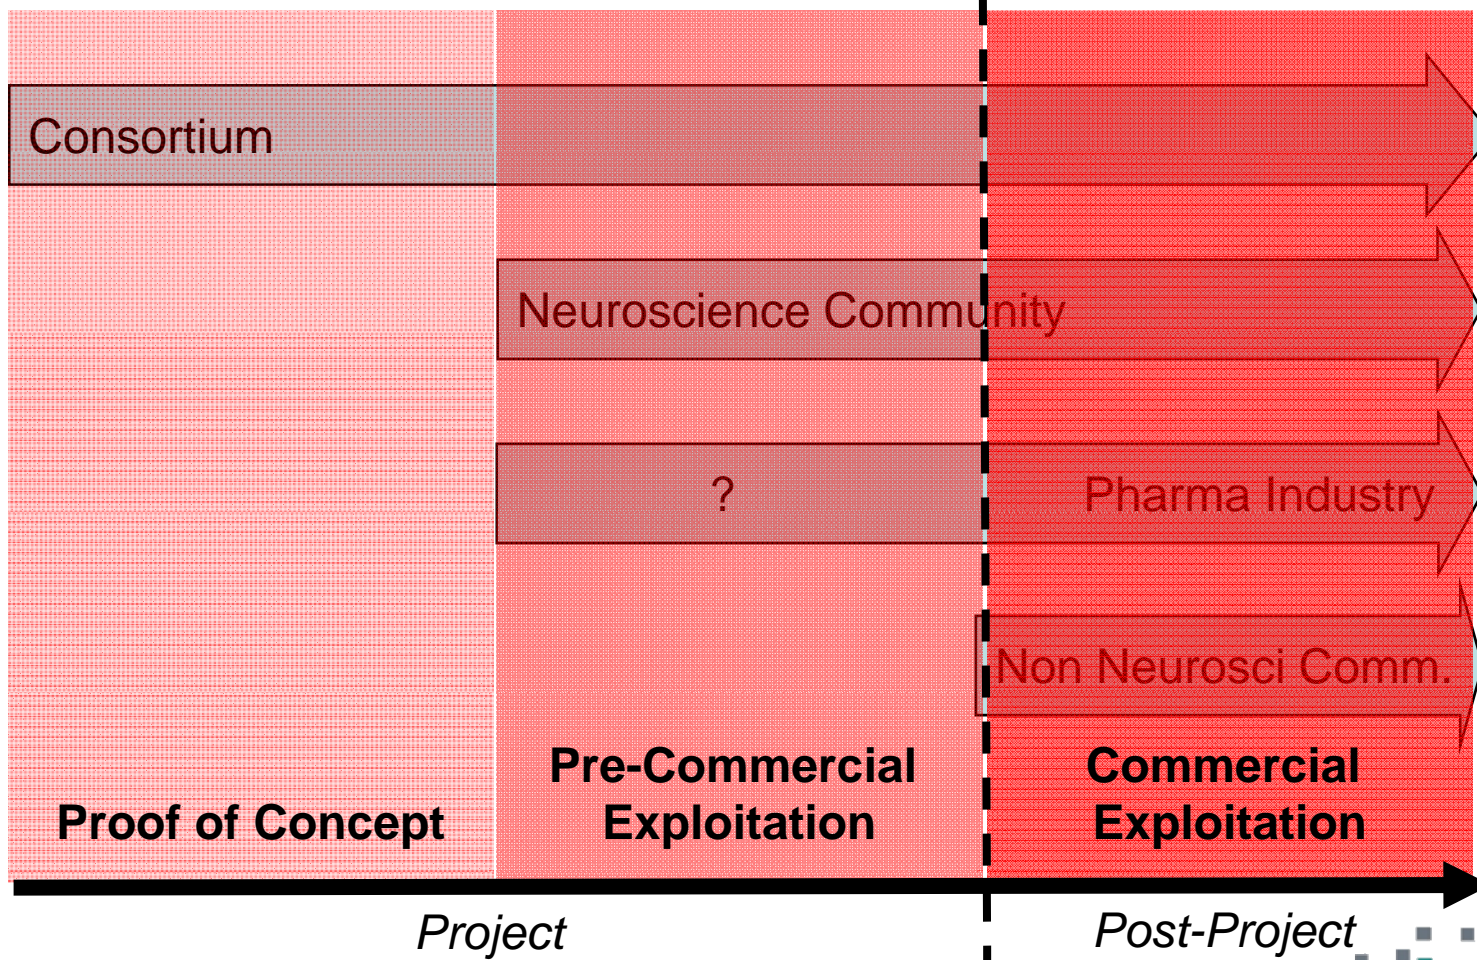 Consortium
Neuroscience Community
? Pharma Industry
Non Neurosci Comm.
Proof of Concept
Pre-Commercial
Exploitation
Commercial
Exploitation
Project
Post-Project